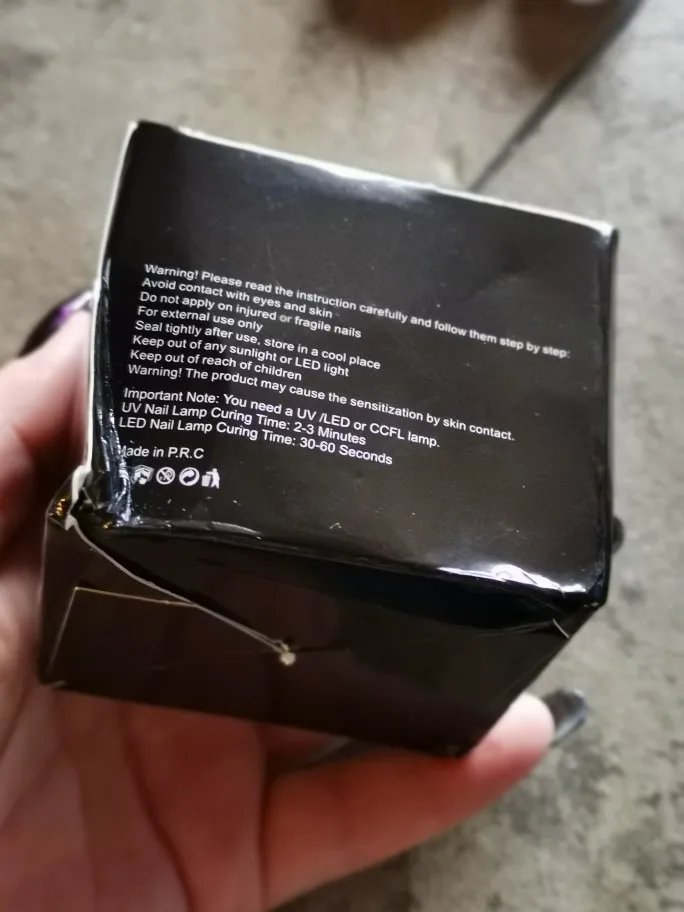 Warning! Please read the instruction carefully and follow them step by step:
Avoid contact with eyes and skin
Do not apply on injured or fragile nails
For external use only
Seal tightly after use, store in a cool place
Keep out of any sunlight or LED light
Keep out of reach of children
Warning! The product may cause the sensitization by skin contact.
Important Note: You need a UV /LED or CCFL lamp.
UV Nail Lamp Curing Time: 2-3 Minutes
LED Nail Lamp Curing Time: 30-60 Seconds
Made in P.R.C